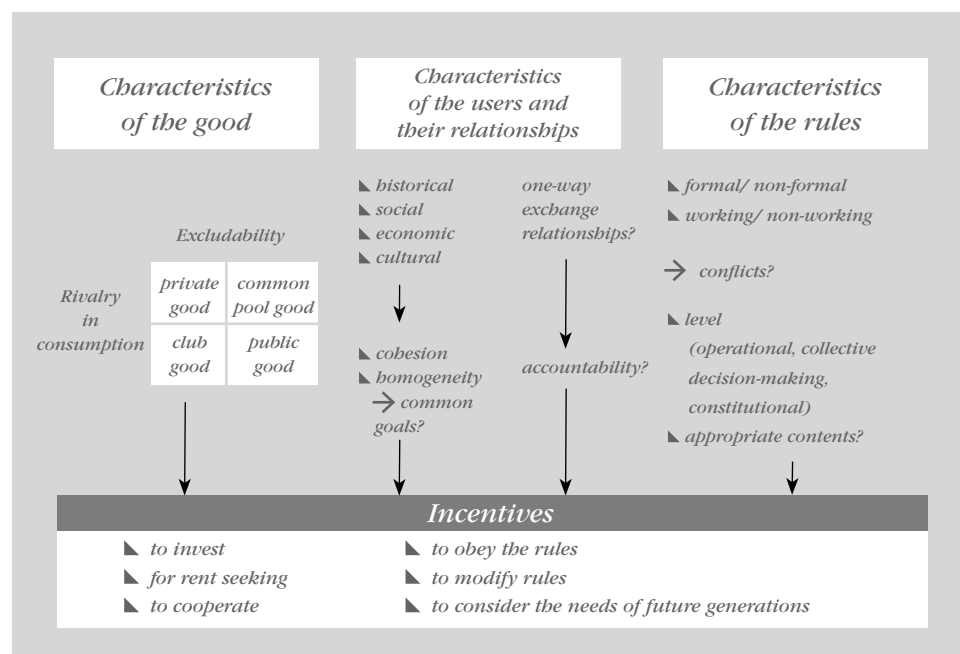 Characteristics
of the good
Characteristics
of the users and
their relationships
Characteristics
of the rules
Excludability
Rivalry
in
consumption
private
good
common
pool good
club
good
public
good
historical
social
economic
cultural
cohesion
homogeneity
common
goals?
one-way
exchange
relationships?
accountability?
formal/ non-formal
working/ non-working
conflicts?
level
(operational, collective
decision-making,
constitutional)
appropriate contents?
Incentives
to invest
for rent seeking
to cooperate
to obey the rules
to modify rules
to consider the needs of future generations